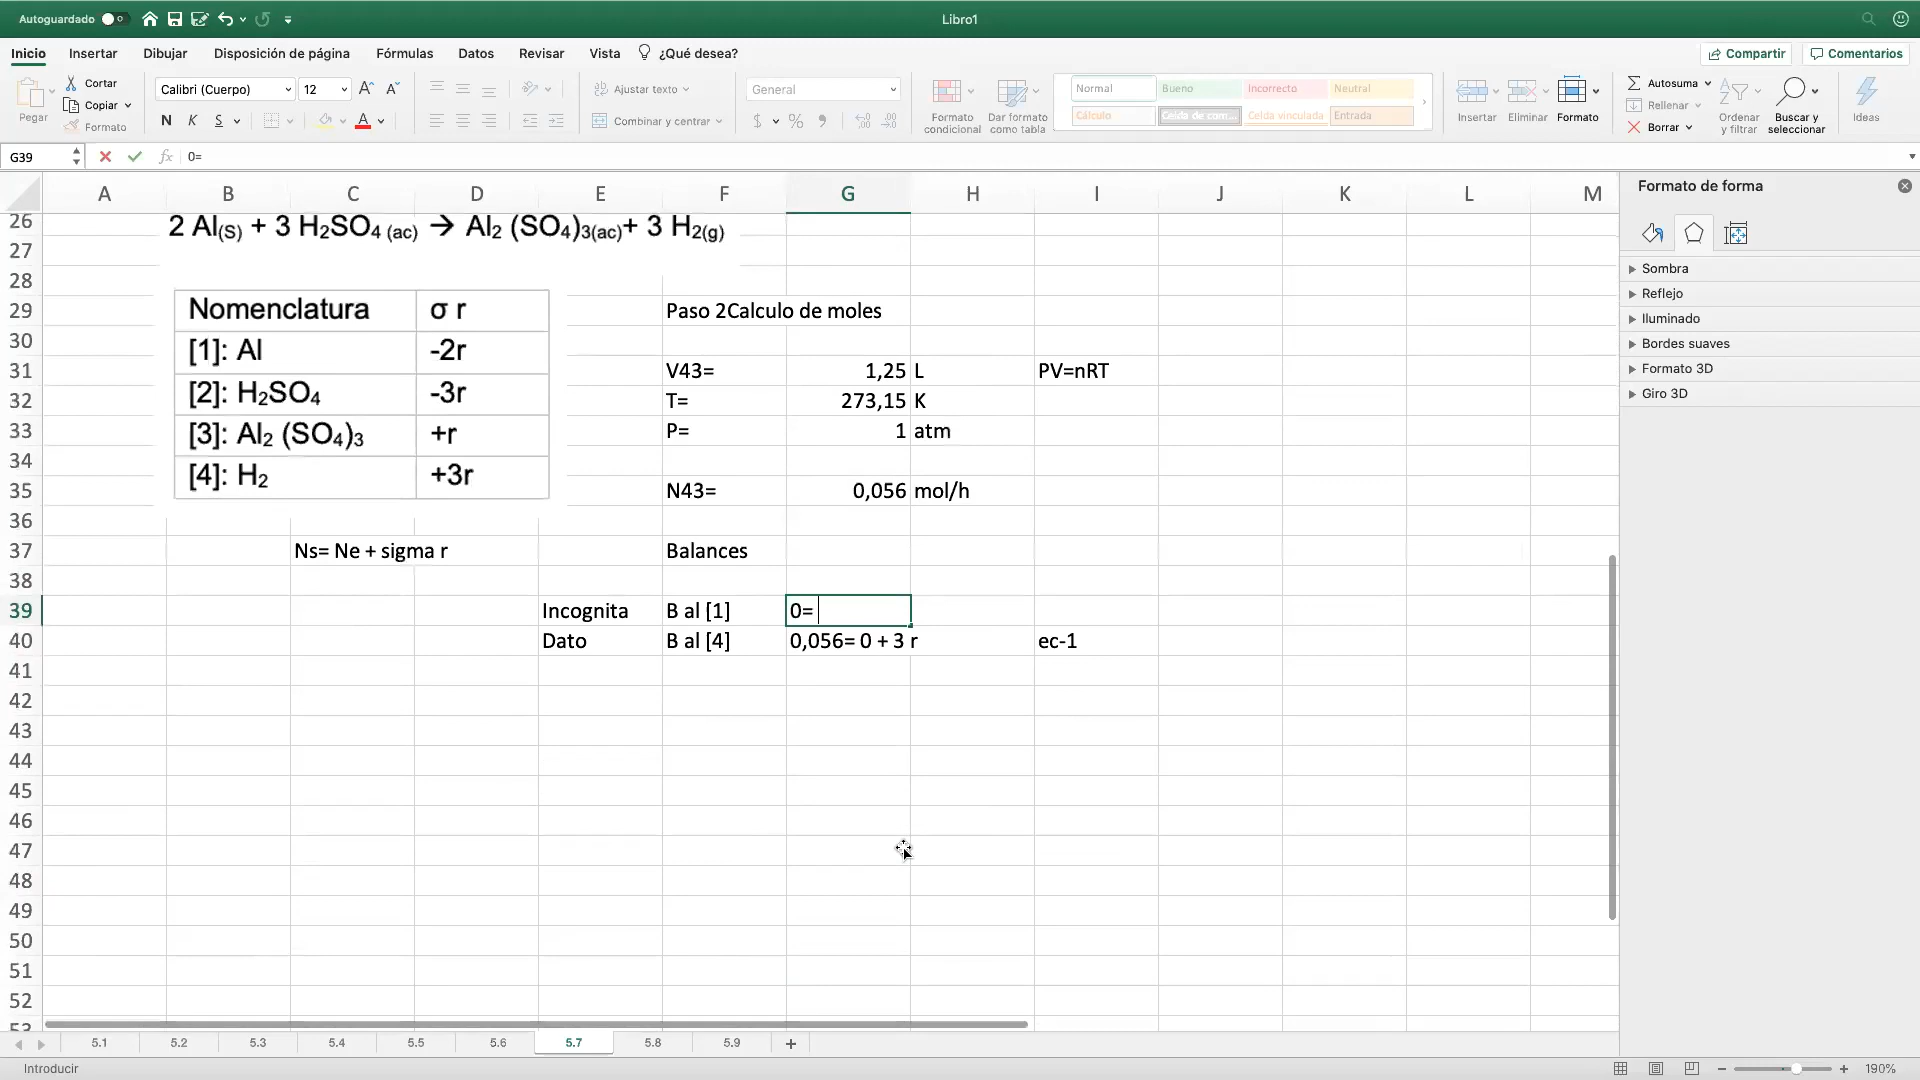 Autoguardado
Libro1
Inicio Insertar Dibujar Disposición de página Fórmulas Datos Revisar Vista ¿Qué desea? Compartir Comentarios
Pegar
Cortar
Copiar
Formato
Calibri (Cuerpo) 12
N K S
Ajustar texto
Combinar y centrar
General
$ %
Formato condicional
Dar formato como tabla
Normal Bueno Incorrecto Neutral
Cálculo Celda de com... Celda vinculada Entrada
Insertar Eliminar Formato
Autosuma
Rellenar
Borrar
Ordenar y filtrar
Buscar y seleccionar
Ideas
G39 fx 0=
A B C D E F G H I J K L M
26 2 Al(S) + 3 H₂SO₄ (ac) → Al₂ (SO₄)₃(ac)+ 3 H₂(g)
27
28
29 Paso 2Calculo de moles
30
31 V43= 1,25 L PV=nRT
32 T= 273,15 K
33 P= 1 atm
34
35 N43= 0,056 mol/h
36
37 Ns= Ne + sigma r Balances
38
39 Incognita B al [1] 0=
40 Dato B al [4] 0,056= 0 + 3 r ec-1
41
42
43
44
45
46
47
48
49
50
51
52
53
Nomenclatura σ r
[1]: Al -2r
[2]: H₂SO₄ -3r
[3]: Al₂ (SO₄)₃ +r
[4]: H₂ +3r
Formato de forma
Sombra
Reflejo
Iluminado
Bordes suaves
Formato 3D
Giro 3D
5.1 5.2 5.3 5.4 5.5 5.6 5.7 5.8 5.9 +
Introducir
190%